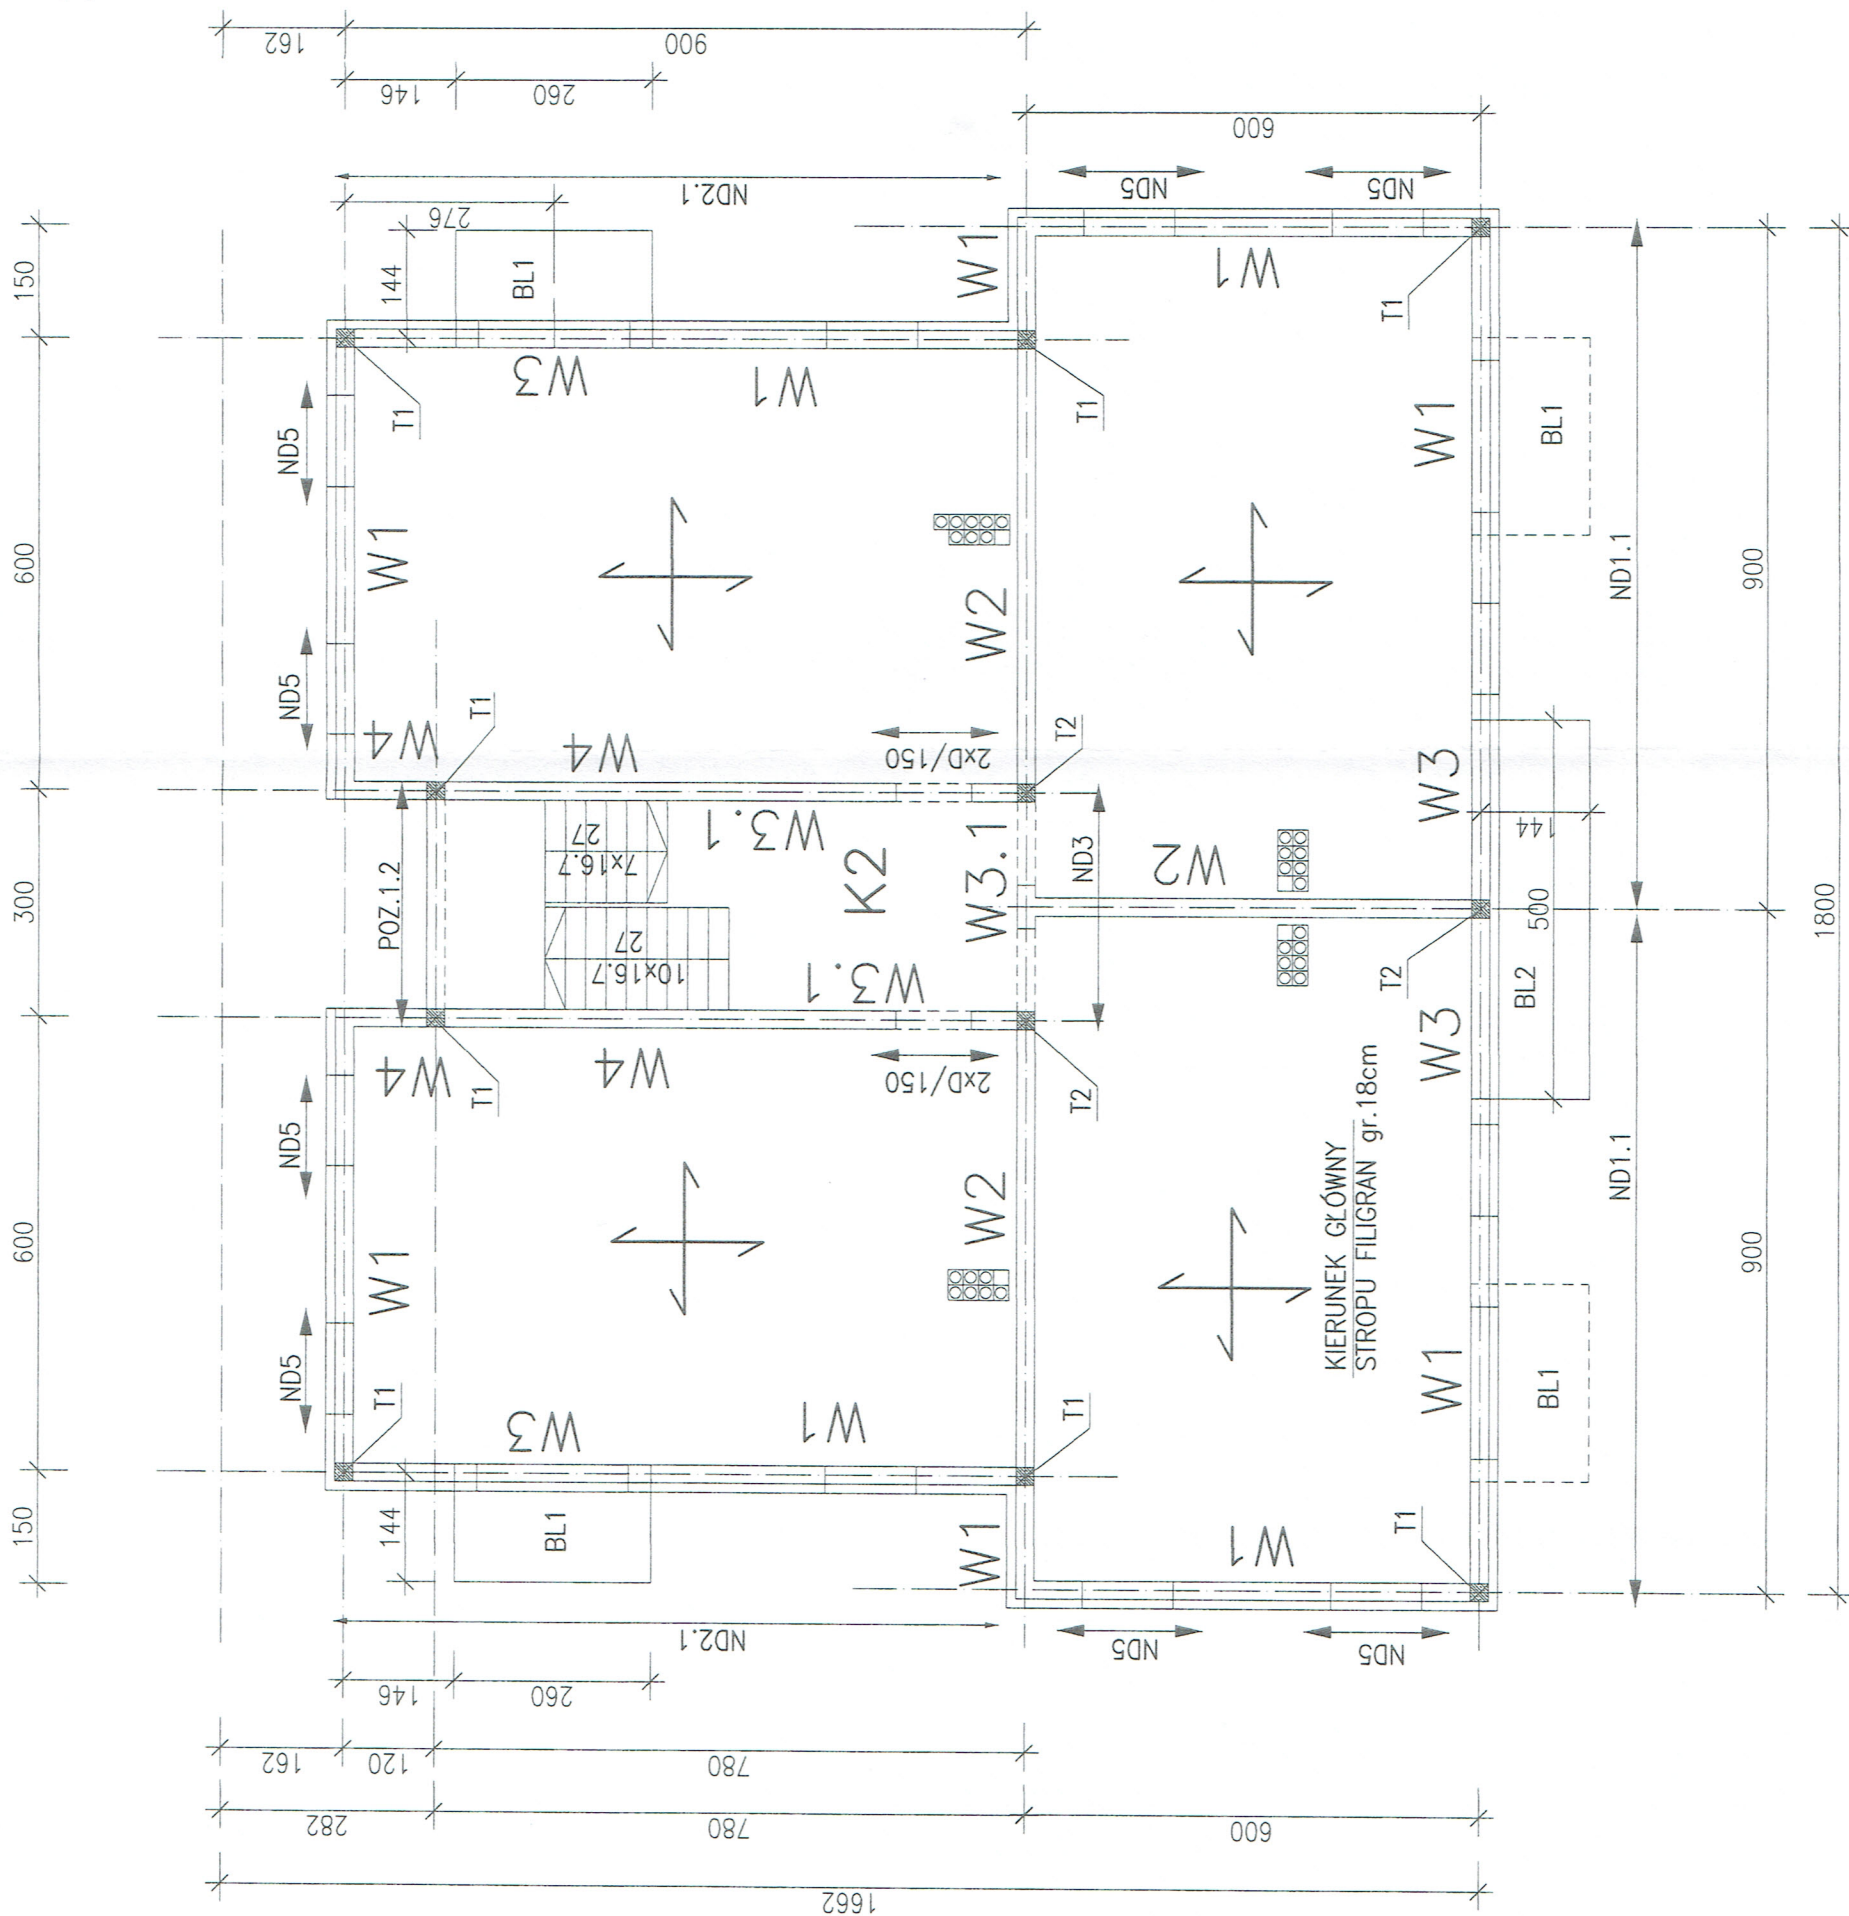 162
900
146
260
600
ND2.1
276
ND5
ND5
150
144
BL1
W1
W1
T1
W3
W1
T1
T1
ND5
W1
BL1
600
W1
W2
ND1.1
900
ND5
W4
T1
W4
2xD/150
T2
W3
144
POZ.1.2
7x16.7
27
W3.1
K2
W3.1
ND3
W2
300
10x16.7
27
W3.1
T2
BL2
500
1800
W4
T1
W4
2xD/150
T2
W3
ND5
KIERUNEK GŁÓWNY
STROPU FILIGRAN gr.18cm
ND1.1
600
W1
W2
900
ND5
T1
W3
W1
T1
W1
BL1
150
144
BL1
W1
W1
T1
ND2.1
ND5
ND5
146
260
162
120
780
282
780
600
1662